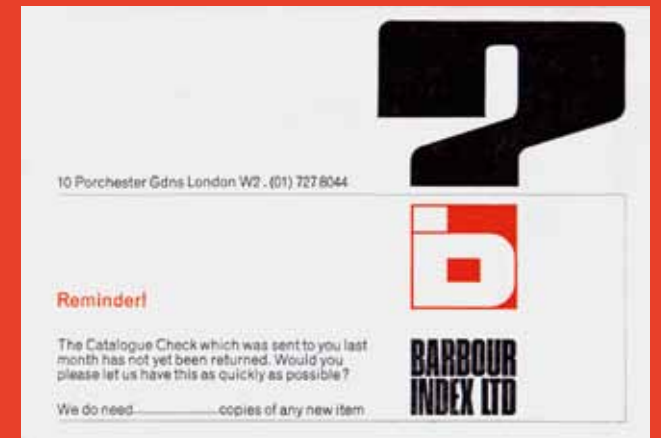 ?
10 Porchester Gdns London W2. (01) 727 8044
b
Reminder!
The Catalogue Check which was sent to you last
month has not yet been returned. Would you
please let us have this as quickly as possible?
We do need copies of any new item
BARBOUR
INDEX LTD